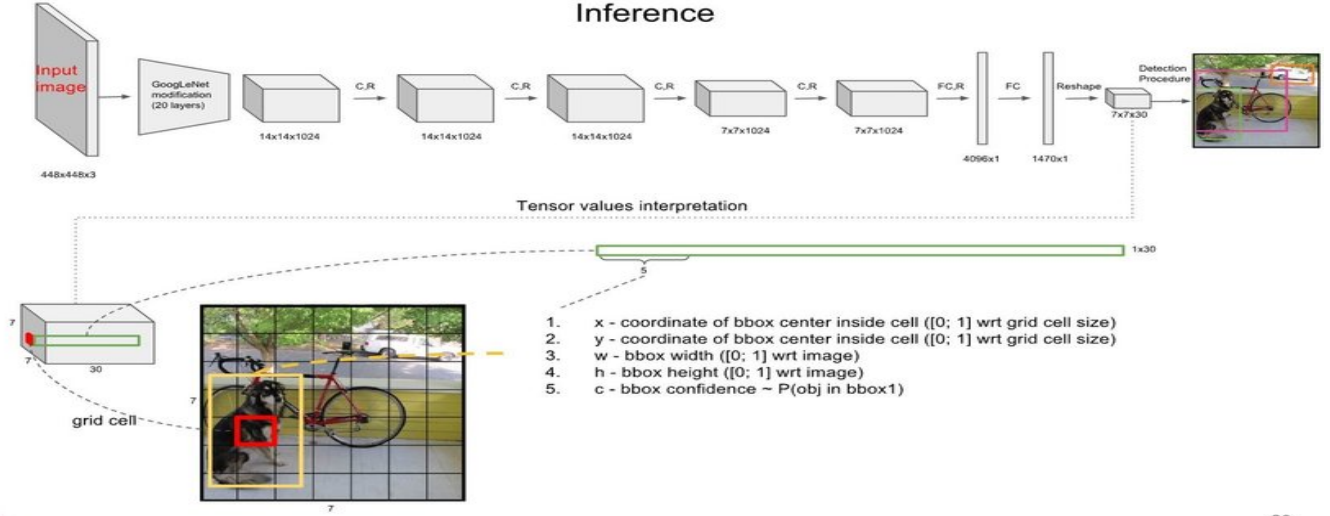 Inference
Input
image
448x448x3
GoogLeNet
modification
(20 layers)
14x14x1024
C,R
14x14x1024
C,R
14x14x1024
C,R
7x7x1024
C,R
7x7x1024
FC,R
4096x1
FC
1470x1
Reshape
7x7x30
Detection
Procedure
Tensor values interpretation
1x30
5
7
7
30
grid cell
7
7
1. x - coordinate of bbox center inside cell ([0; 1] wrt grid cell size)
2. y - coordinate of bbox center inside cell ([0; 1] wrt grid cell size)
3. w - bbox width ([0; 1] wrt image)
4. h - bbox height ([0; 1] wrt image)
5. c - bbox confidence ~ P(obj in bbox1)